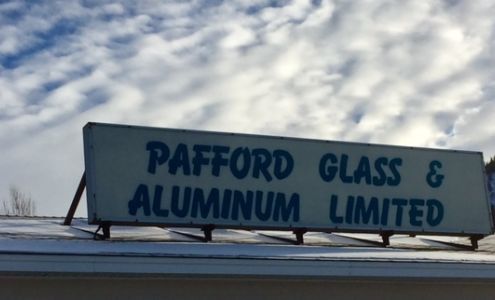 PAFFORD GLASS &
ALUMINUM LIMITED